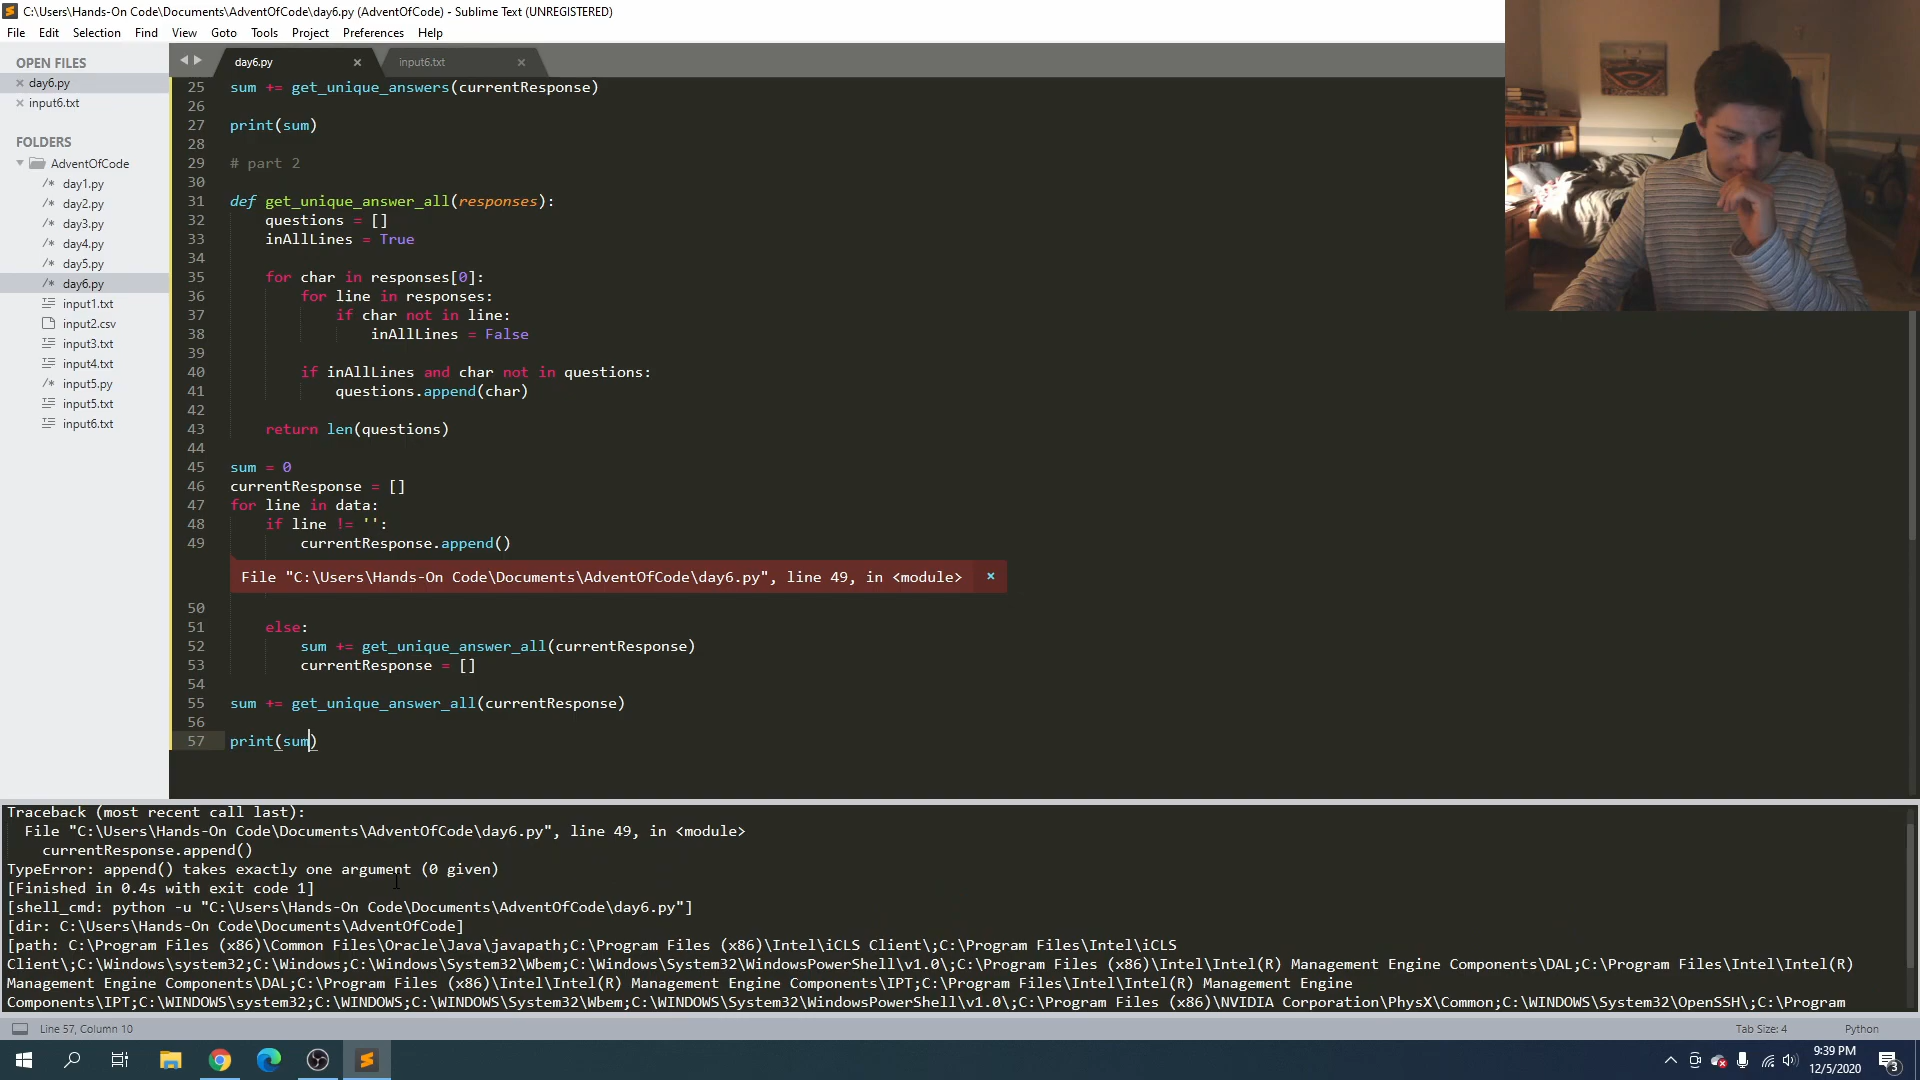 C:\Users\Hands-On Code\Documents\AdventOfCode\day6.py (AdventOfCode) - Sublime Text (UNREGISTERED)
File Edit Selection Find View Goto Tools Project Preferences Help
OPEN FILES
day6.py
input6.txt
FOLDERS
AdventOfCode
day1.py
day2.py
day3.py
day4.py
day5.py
day6.py
input1.txt
input2.csv
input3.txt
input4.txt
input5.py
input5.txt
input6.txt
day6.py input6.txt
25 sum += get_unique_answers(currentResponse)
26
27 print(sum)
28
29 # part 2
30
31 def get_unique_answer_all(responses):
32 questions = []
33 inAllLines = True
34
35 for char in responses[0]:
36 for line in responses:
37 if char not in line:
38 inAllLines = False
39
40 if inAllLines and char not in questions:
41 questions.append(char)
42
43 return len(questions)
44
45 sum = 0
46 currentResponse = []
47 for line in data:
48 if line != '':
49 currentResponse.append()
File "C:\Users\Hands-On Code\Documents\AdventOfCode\day6.py", line 49, in <module> ×
50
51 else:
52 sum += get_unique_answer_all(currentResponse)
53 currentResponse = []
54
55 sum += get_unique_answer_all(currentResponse)
56
57 print(sum)
Traceback (most recent call last):
File "C:\Users\Hands-On Code\Documents\AdventOfCode\day6.py", line 49, in <module>
currentResponse.append()
TypeError: append() takes exactly one argument (0 given)
[Finished in 0.4s with exit code 1]
[shell_cmd: python -u "C:\Users\Hands-On Code\Documents\AdventOfCode\day6.py"]
[dir: C:\Users\Hands-On Code\Documents\AdventOfCode]
[path: C:\Program Files (x86)\Common Files\Oracle\Java\javapath;C:\Program Files (x86)\Intel\iCLS Client\;C:\Program Files\Intel\iCLS
Client\;C:\Windows\system32;C:\Windows;C:\Windows\System32\Wbem;C:\Windows\System32\WindowsPowerShell\v1.0\;C:\Program Files (x86)\Intel\Intel(R) Management Engine Components\DAL;C:\Program Files\Intel\Intel(R)
Management Engine Components\DAL;C:\Program Files (x86)\Intel\Intel(R) Management Engine Components\IPT;C:\Program Files\Intel\Intel(R) Management Engine
Components\IPT;C:\WINDOWS\system32;C:\WINDOWS;C:\WINDOWS\System32\Wbem;C:\WINDOWS\System32\WindowsPowerShell\v1.0\;C:\Program Files (x86)\NVIDIA Corporation\PhysX\Common;C:\WINDOWS\System32\OpenSSH\;C:\Program
Line 57, Column 10 Tab Size: 4 Python
9:39 PM
12/5/2020
3